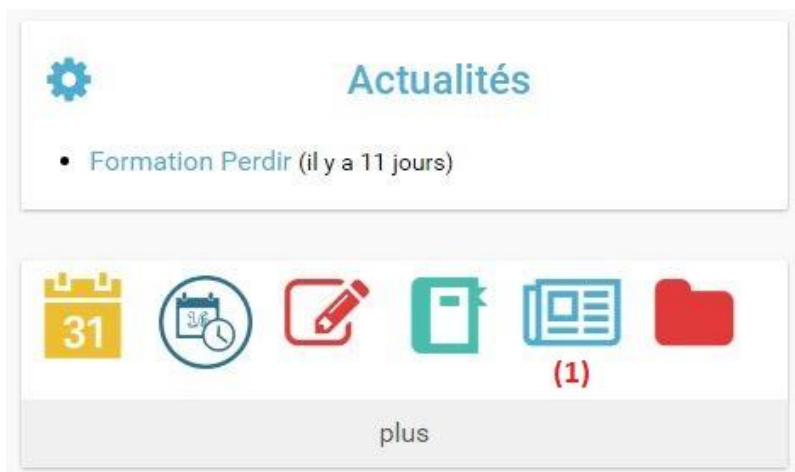 Actualités
Formation Perdir (il y a 11 jours)
31
16
(1)
plus